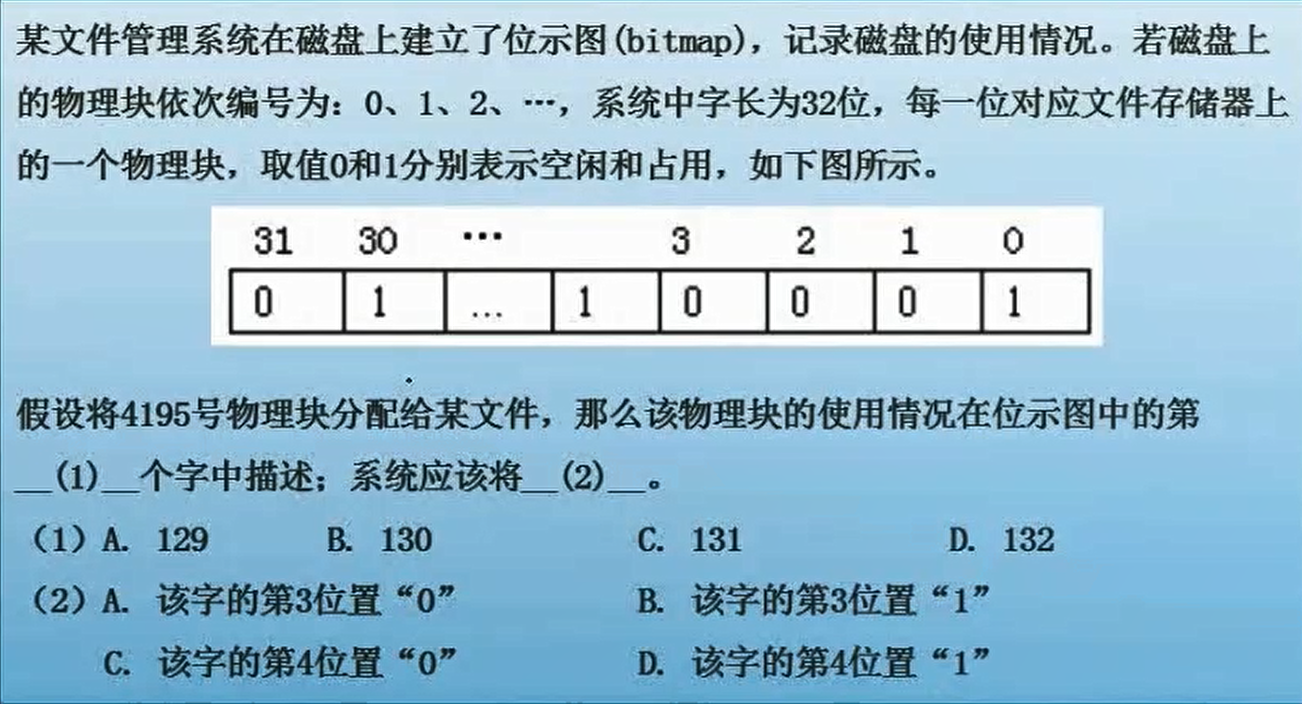 某文件管理系统在磁盘上建立了位示图(bitmap)，记录磁盘的使用情况。若磁盘上
的物理块依次编号为：0、1、2、…，系统中字长为32位，每一位对应文件存储器上
的一个物理块，取值0和1分别表示空闲和占用，如下图所示。
31 30 … 3 2 1 0
0 1 ... 1 0 0 0 1
假设将4195号物理块分配给某文件，那么该物理块的使用情况在位示图中的第
__(1)__个字中描述；系统应该将__(2)__。
（1）A. 129 B. 130 C. 131 D. 132
（2）A. 该字的第3位置“0” B. 该字的第3位置“1”
C. 该字的第4位置“0” D. 该字的第4位置“1”